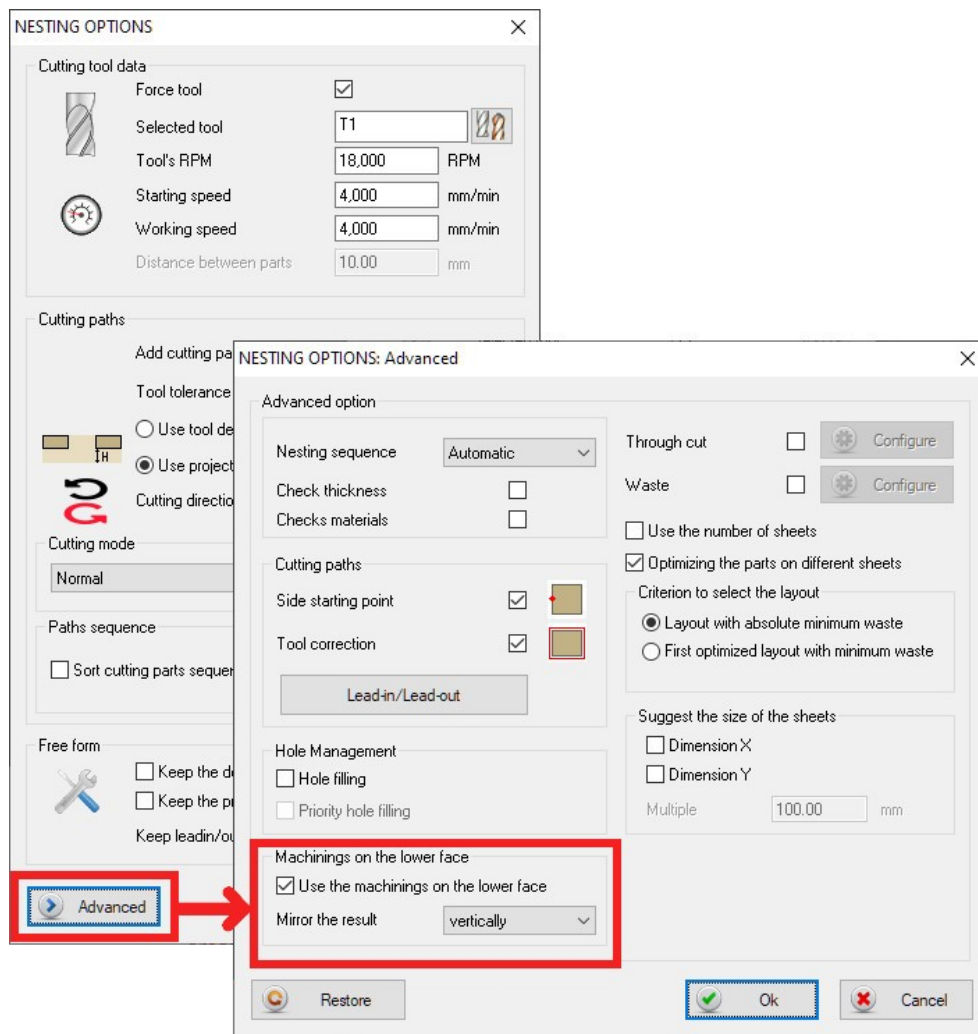 NESTING OPTIONS
Cutting tool data
Force tool
Selected tool T1
Tool's RPM 18,000 RPM
Starting speed 4,000 mm/min
Working speed 4,000 mm/min
Distance between parts 10.00 mm
Cutting paths
Add cutting pa
Tool tolerance
Use tool de
Use project
Cutting directio
H
Cutting mode
Normal
Paths sequence
Sort cutting parts sequer
Free form
Keep the d
Keep the p
Keep leadin/ou
Advanced
NESTING OPTIONS: Advanced
Advanced option
Nesting sequence Automatic
Check thickness
Checks materials
Cutting paths
Side starting point
Tool correction
Lead-in/Lead-out
Hole Management
Hole filling
Priority hole filling
Machinings on the lower face
Use the machinings on the lower face
Mirror the result vertically
Through cut Configure
Waste Configure
Use the number of sheets
Optimizing the parts on different sheets
Criterion to select the layout
Layout with absolute minimum waste
First optimized layout with minimum waste
Suggest the size of the sheets
Dimension X
Dimension Y
Multiple 100.00 mm
Restore
Ok
Cancel